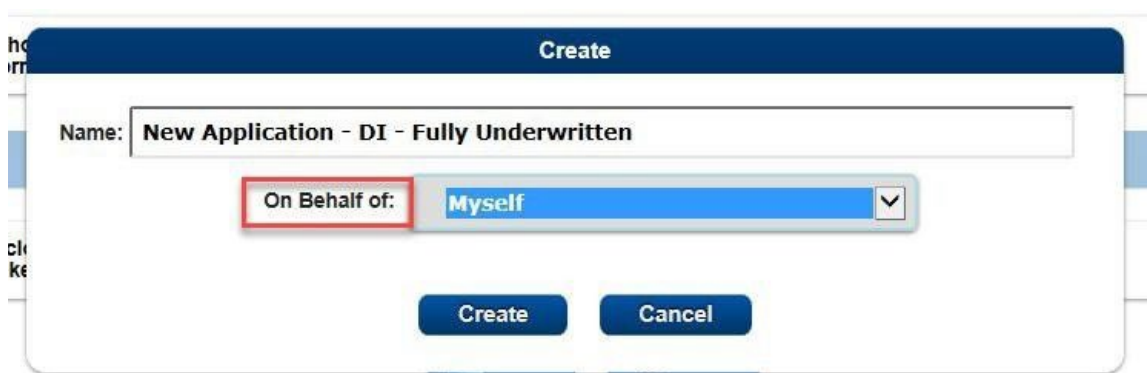 Create
Name: New Application - DI - Fully Underwritten
On Behalf of: Myself
Create Cancel